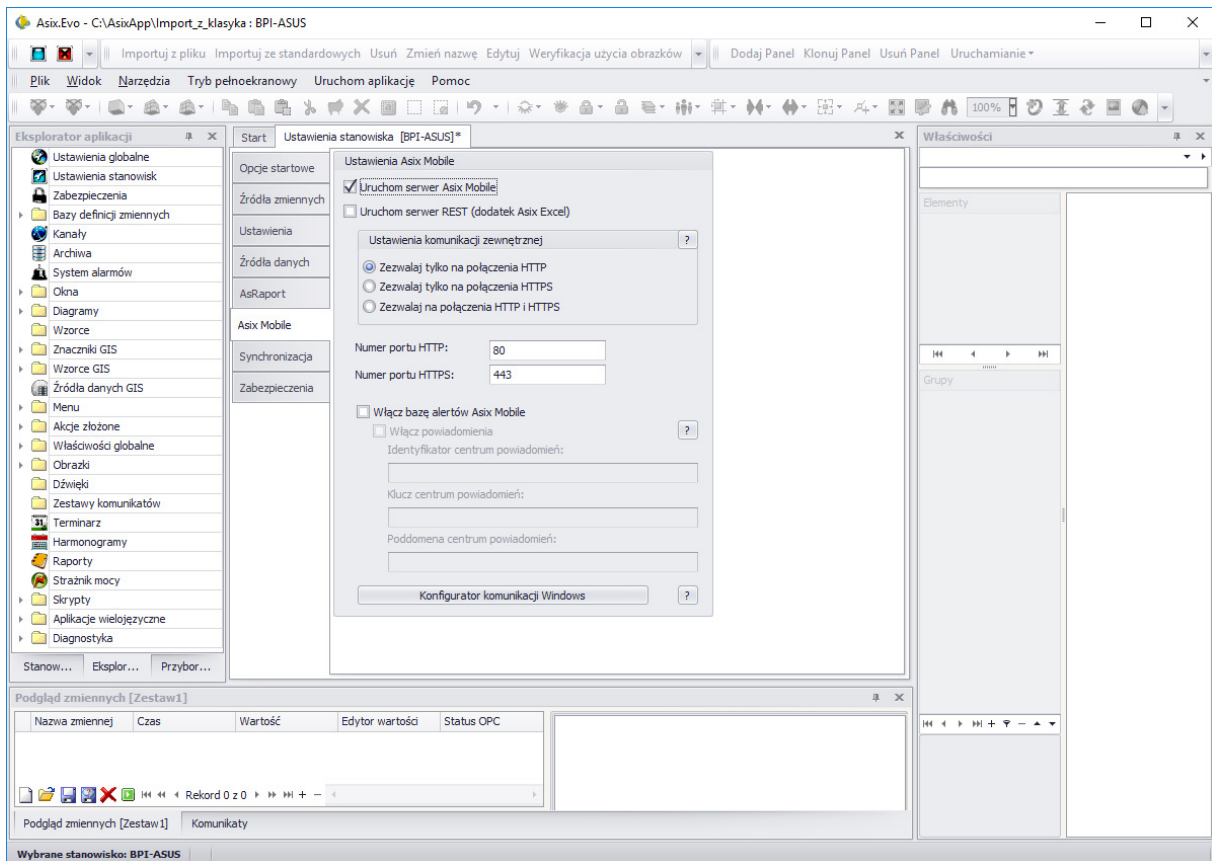 Asix.Evo - C:\AsixApp\Import_z_klasyka : BPI-ASUS
Importuj z pliku Importuj ze standardowych Usuń Zmień nazwę Edytuj Weryfikacja użycia obrazków Dodaj Panel Klonuj Panel Usuń Panel Uruchamianie
Plik Widok Narzędzia Tryb pełnoekranowy Uruchom aplikację Pomoc
100%
Eksplorator aplikacji
Ustawienia globalne
Ustawienia stanowisk
Zabezpieczenia
Bazy definicji zmiennych
Kanały
Archiwa
System alarmów
Okna
Diagramy
Wzorce
Znaczniki GIS
Wzorce GIS
Źródła danych GIS
Menu
Akcje złożone
Właściwości globalne
Obrazki
Dźwięki
Zestawy komunikatów
31
Terminarz
Harmonogramy
Raporty
Strażnik mocy
Skrypty
Aplikacje wielojęzyczne
Diagnostyka
Stanow... Eksplor... Przybor...
Start Ustawienia stanowiska [BPI-ASUS]*
Opcje startowe
Źródła zmiennych
Ustawienia
Źródła danych
AsRaport
Asix Mobile
Synchronizacja
Zabezpieczenia
Ustawienia Asix Mobile
Uruchom serwer Asix Mobile
Uruchom serwer REST (dodatek Asix Excel)
Ustawienia komunikacji zewnętrznej ?
Zezwalaj tylko na połączenia HTTP
Zezwalaj tylko na połączenia HTTPS
Zezwalaj na połączenia HTTP i HTTPS
Numer portu HTTP: 80
Numer portu HTTPS: 443
Włącz bazę alertów Asix Mobile
Włącz powiadomienia ?
Identyfikator centrum powiadomień:
Klucz centrum powiadomień:
Poddomena centrum powiadomień:
Konfigurator komunikacji Windows ?
Właściwości
Elementy
Grupy
Podgląd zmiennych [Zestaw1]
Nazwa zmiennej Czas Wartość Edytor wartości Status OPC
Rekord 0 z 0
Podgląd zmiennych [Zestaw1] Komunikaty
Wybrane stanowisko: BPI-ASUS